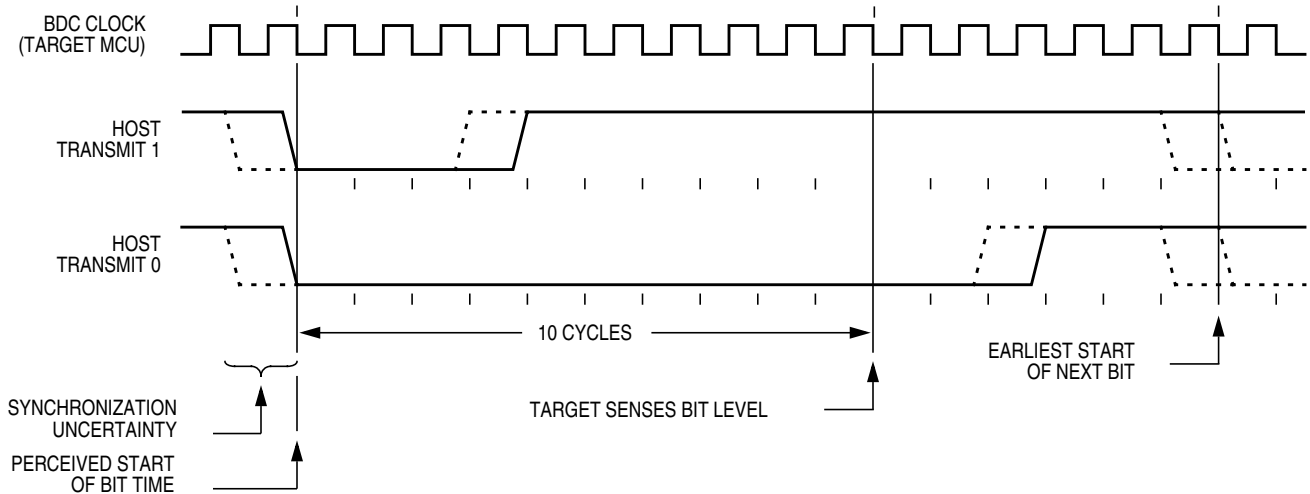 BDC CLOCK
(TARGET MCU)
HOST
TRANSMIT 1
HOST
TRANSMIT 0
10 CYCLES
EARLIEST START
OF NEXT BIT
SYNCHRONIZATION
UNCERTAINTY
TARGET SENSES BIT LEVEL
PERCEIVED START
OF BIT TIME